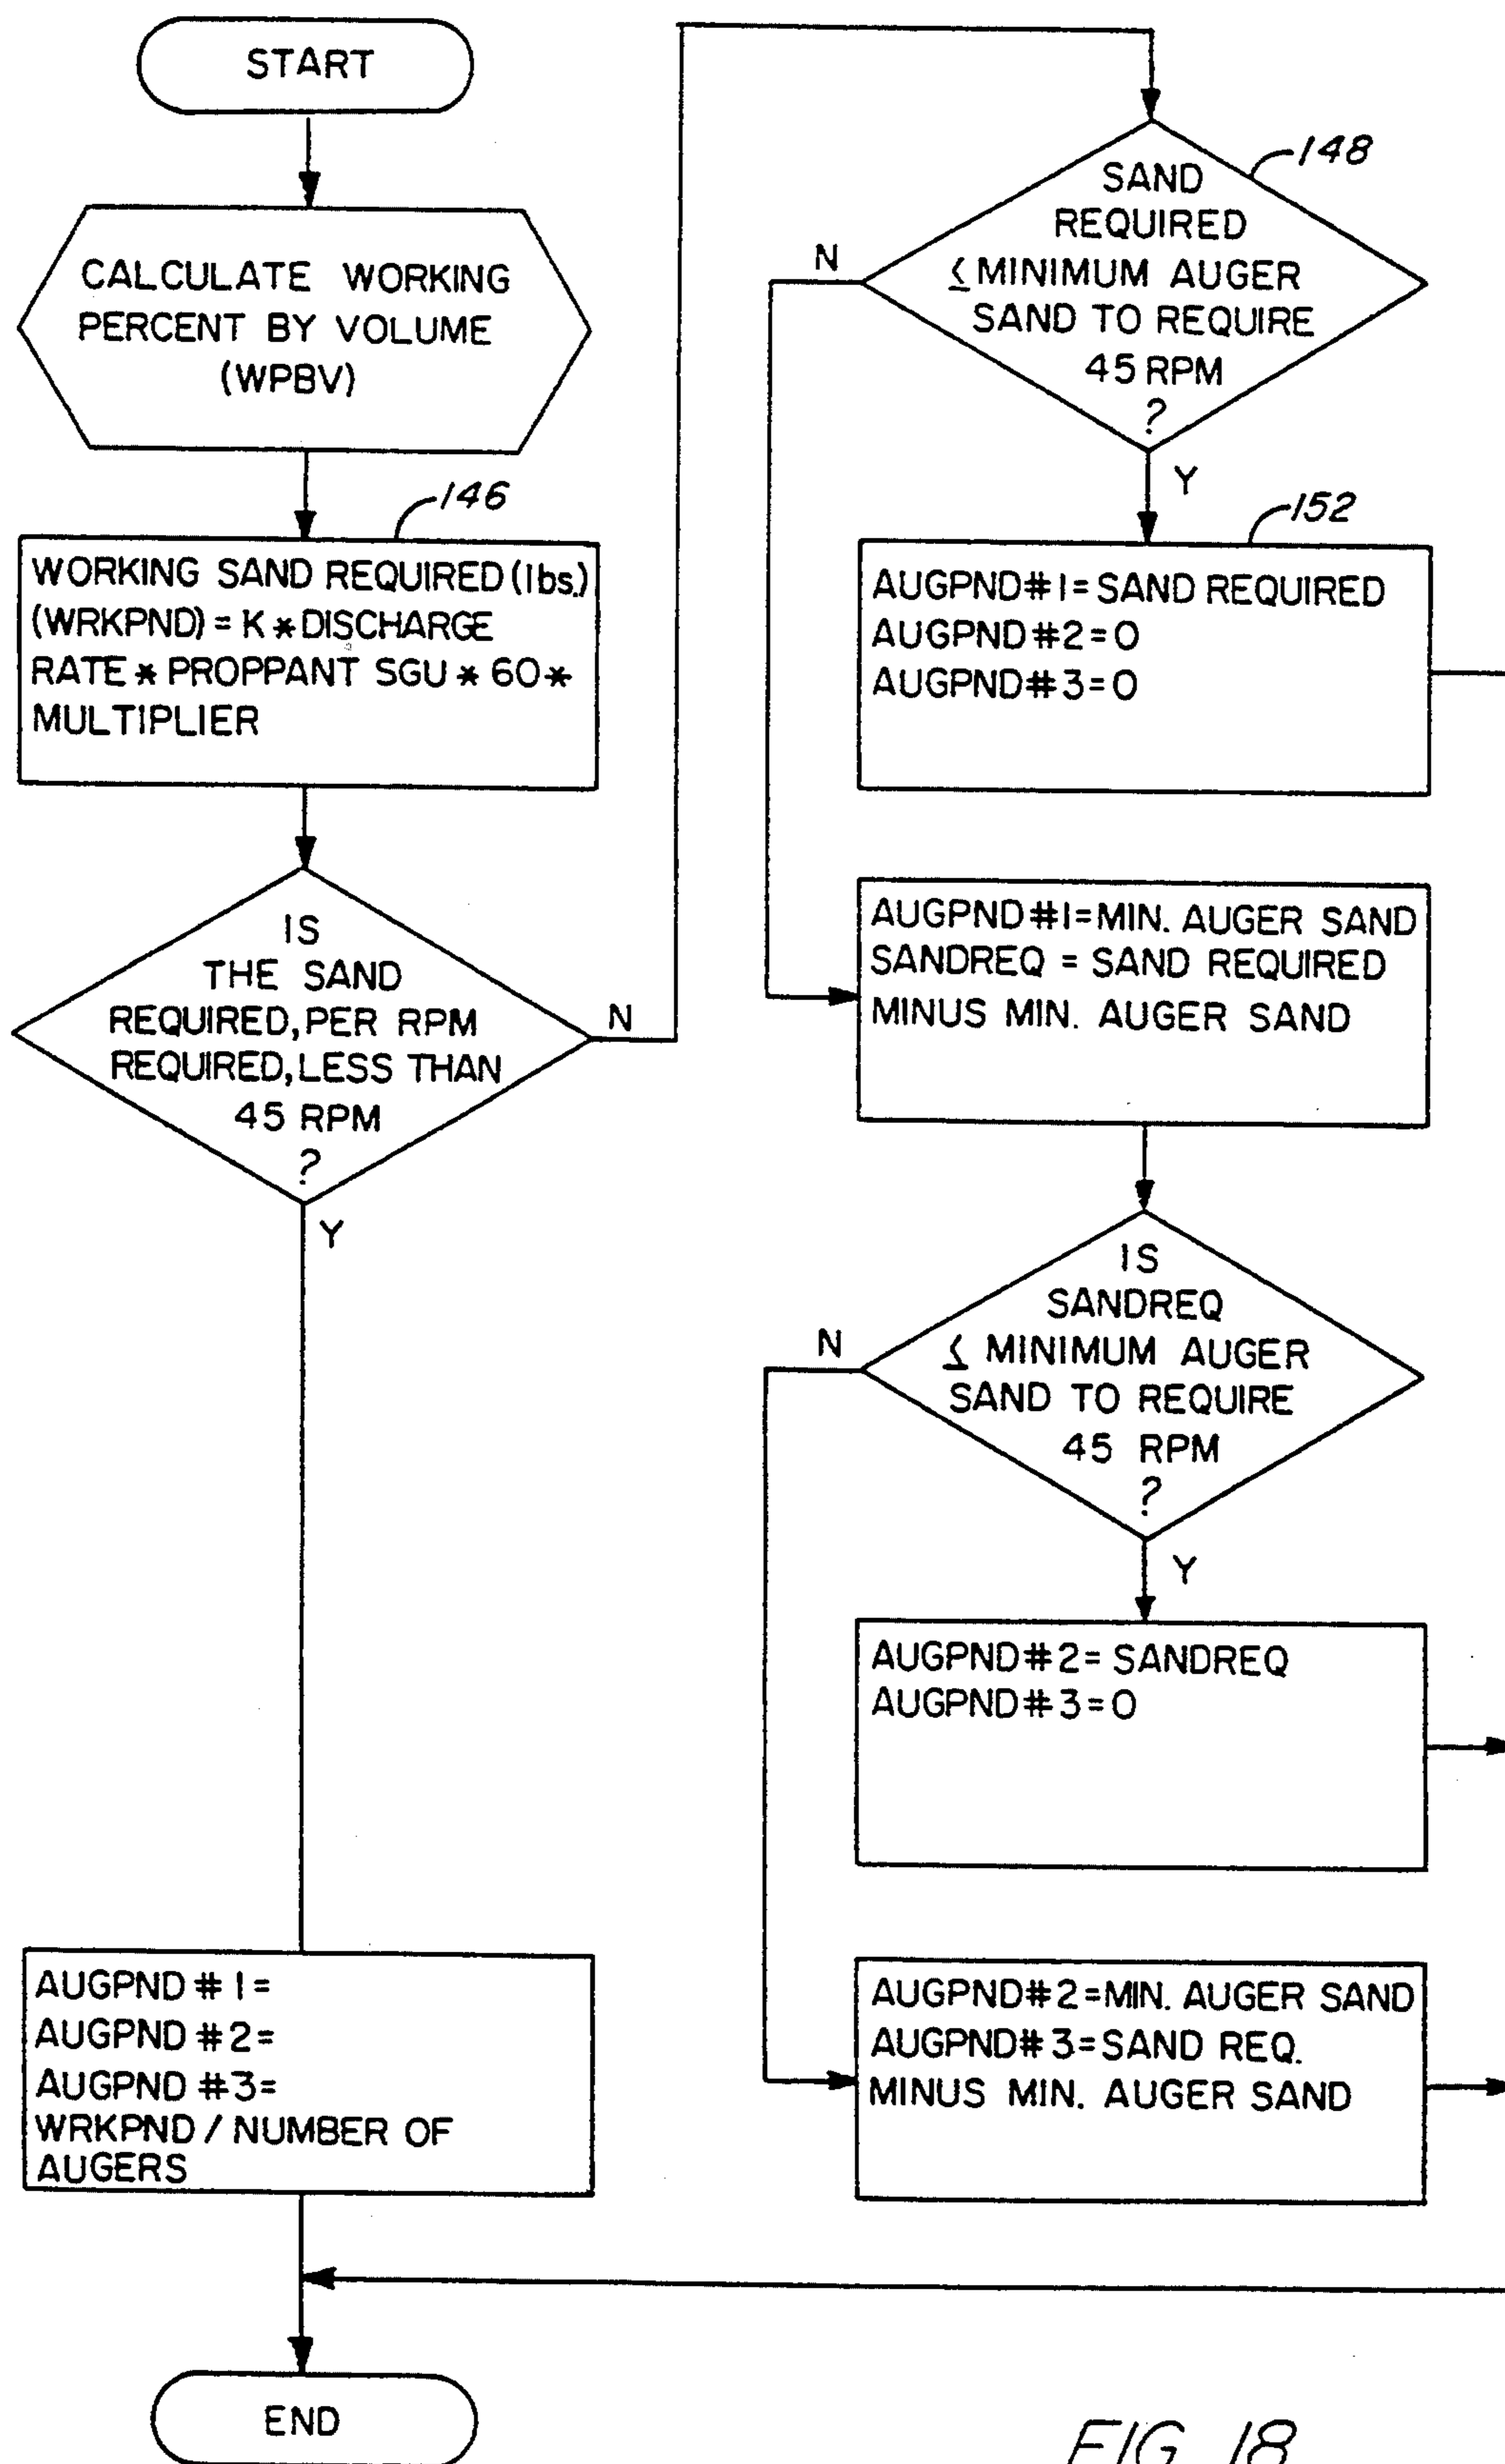 START
CALCULATE WORKING
PERCENT BY VOLUME
(WPBV)
146
WORKING SAND REQUIRED (lbs.)
(WRKPND) = K * DISCHARGE
RATE * PROPPANT SGU * 60 *
MULTIPLIER
IS
THE SAND
REQUIRED, PER RPM
REQUIRED, LESS THAN
45 RPM
?
N
Y
AUGPND # 1 =
AUGPND # 2 =
AUGPND # 3 =
WRKPND / NUMBER OF
AUGERS
END
148
SAND
REQUIRED
≤ MINIMUM AUGER
SAND TO REQUIRE
45 RPM
?
N
Y
152
AUGPND # 1 = SAND REQUIRED
AUGPND # 2 = 0
AUGPND # 3 = 0
AUGPND # 1 = MIN. AUGER SAND
SANDREQ = SAND REQUIRED
MINUS MIN. AUGER SAND
IS
SANDREQ
≤ MINIMUM AUGER
SAND TO REQUIRE
45 RPM
?
N
Y
AUGPND # 2 = SANDREQ
AUGPND # 3 = 0
AUGPND # 2 = MIN. AUGER SAND
AUGPND # 3 = SAND REQ.
MINUS MIN. AUGER SAND
FIG. 18